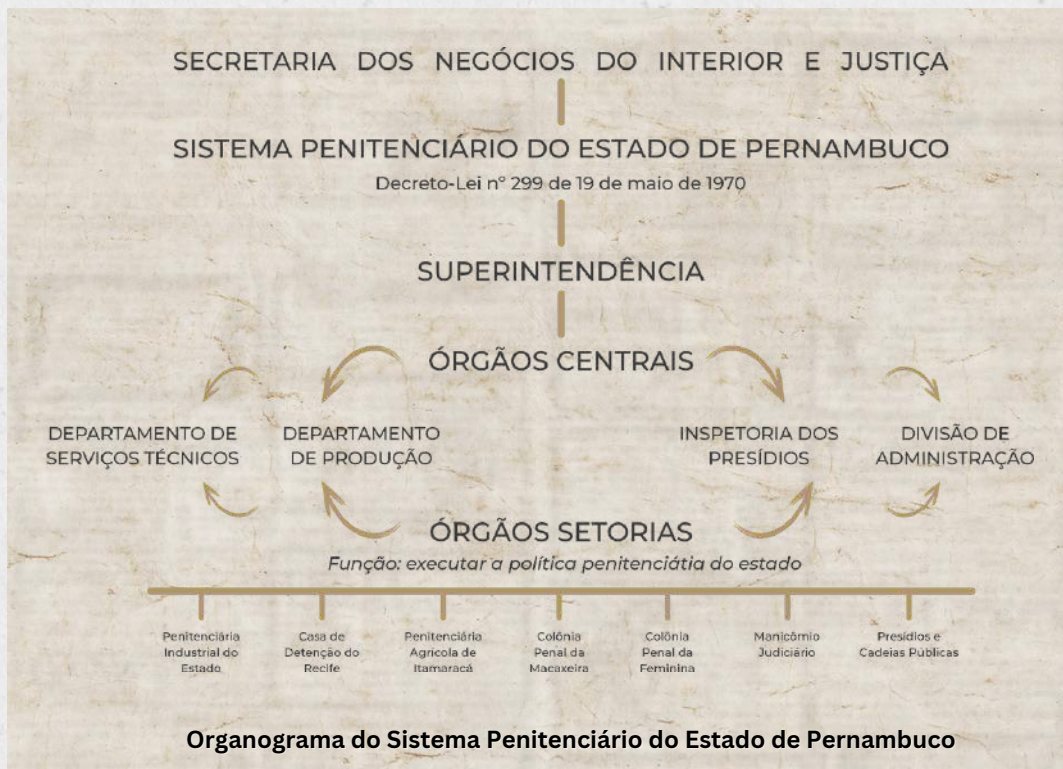 SECRETARIA DOS NEGÓCIOS DO INTERIOR E JUSTIÇA
SISTEMA PENITENCIÁRIO DO ESTADO DE PERNAMBUCO
Decreto-Lei nº 299 de 19 de maio de 1970
SUPERINTENDÊNCIA
ÓRGÃOS CENTRAIS
DEPARTAMENTO DE
SERVIÇOS TÉCNICOS
DEPARTAMENTO
DE PRODUÇÃO
INSPETORIA DOS
PRESÍDIOS
DIVISÃO DE
ADMINISTRAÇÃO
ÓRGÃOS SETORIAS
Função: executar a política penitenciátia do estado
Penitenciária
Industrial do
Estado
Casa de
Detenção do
Recife
Penitenciária
Agrícola de
Itamaracá
Colônia
Penal da
Macaxeira
Colônia
Penal da
Feminina
Manicômio
Judiciário
Presídios e
Cadeias Públicas
Organograma do Sistema Penitenciário do Estado de Pernambuco